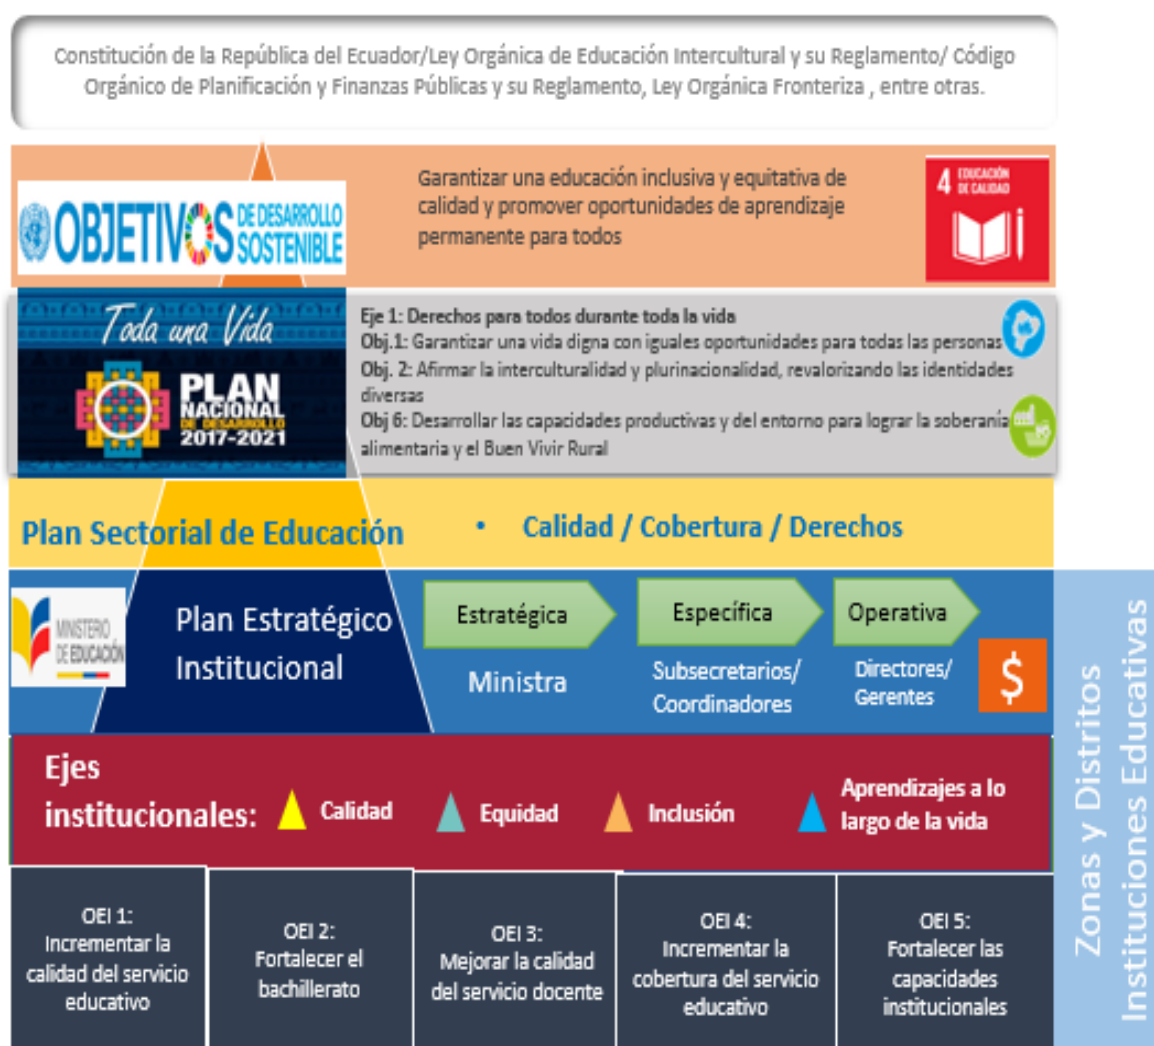 Constitución de la República del Ecuador/Ley Orgánica de Educación Intercultural y su Reglamento/ Código
Orgánico de Planificación y Finanzas Públicas y su Reglamento, Ley Orgánica Fronteriza , entre otras.
OBJETIVOS
DE DESARROLLO
SOSTENIBLE
Garantizar una educación inclusiva y equitativa de
calidad y promover oportunidades de aprendizaje
permanente para todos
4 EDUCACIÓN
DE CALIDAD
Toda una Vida
PLAN
NACIONAL
DE DESARROLLO
2017-2021
Eje 1: Derechos para todos durante toda la vida
Obj.1: Garantizar una vida digna con iguales oportunidades para todas las personas
Obj. 2: Afirmar la interculturalidad y plurinacionalidad, revalorizando las identidades
diversas
Obj 6: Desarrollar las capacidades productivas y del entorno para lograr la soberanía
alimentaria y el Buen Vivir Rural
Plan Sectorial de Educación
• Calidad / Cobertura / Derechos
MINISTERIO
DE EDUCACIÓN
Plan Estratégico
Institucional
Estratégica
Ministra
Específica
Subsecretarios/
Coordinadores
Operativa
Directores/
Gerentes
$
Ejes
institucionales:
Calidad
Equidad
Inclusión
Aprendizajes a lo
largo de la vida
OEI 1:
Incrementar la
calidad del servicio
educativo
OEI 2:
Fortalecer el
bachillerato
OEI 3:
Mejorar la calidad
del servicio docente
OEI 4:
Incrementar la
cobertura del servicio
educativo
OEI 5:
Fortalecer las
capacidades
institucionales
Zonas y Distritos
Instituciones Educativas